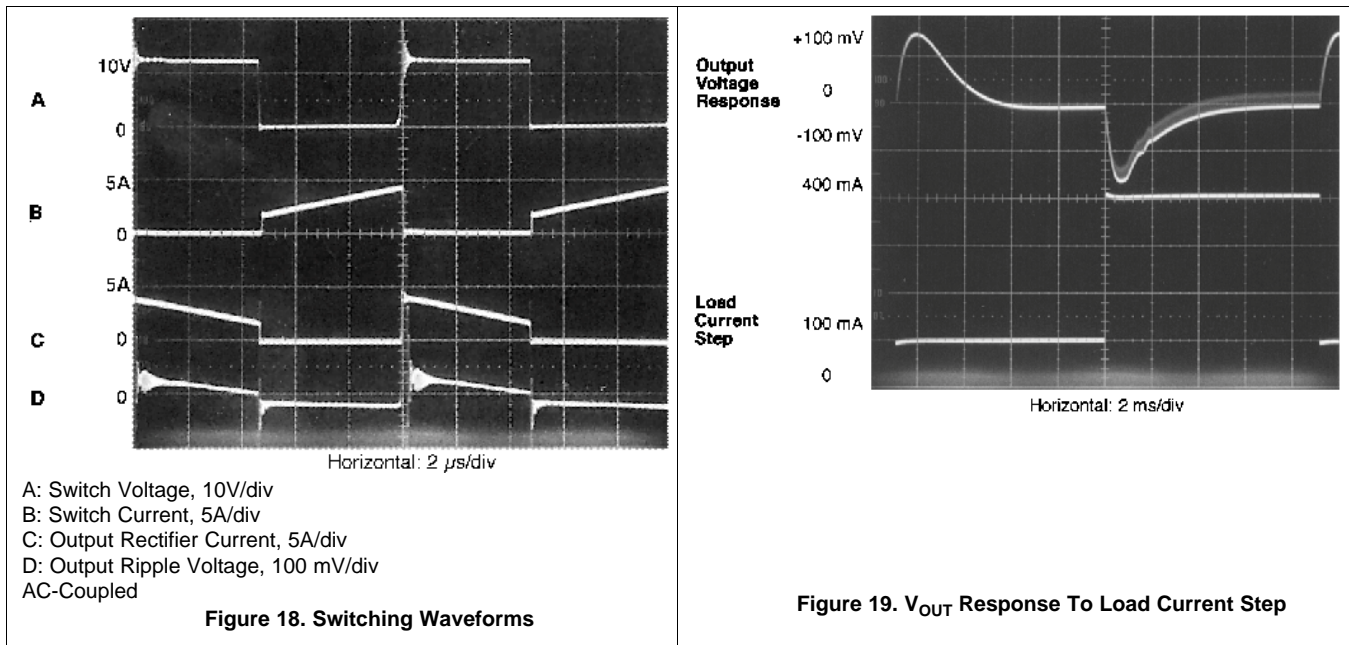 10V
A
0
5A
B
0
5A
C
0
D
0
Horizontal: 2 µs/div
A: Switch Voltage, 10V/div
B: Switch Current, 5A/div
C: Output Rectifier Current, 5A/div
D: Output Ripple Voltage, 100 mV/div
AC-Coupled
Figure 18. Switching Waveforms
+100 mV
Output
Voltage
Response
0
-100 mV
400 mA
Load
Current
Step
100 mA
0
Horizontal: 2 ms/div
Figure 19. VOUT Response To Load Current Step